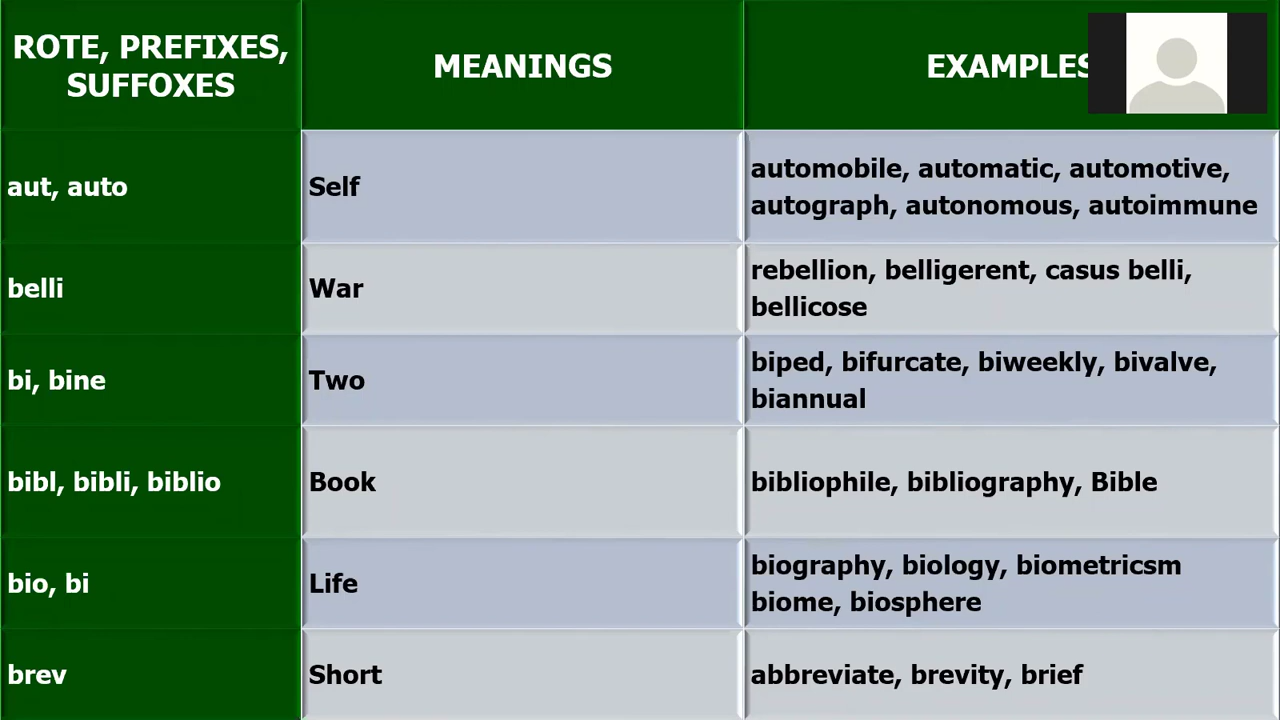 ROTE, PREFIXES,
SUFFOXES
MEANINGS
EXAMPLES
aut, auto
Self
automobile, automatic, automotive,
autograph, autonomous, autoimmune
belli
War
rebellion, belligerent, casus belli,
bellicose
bi, bine
Two
biped, bifurcate, biweekly, bivalve,
biannual
bibl, bibli, biblio
Book
bibliophile, bibliography, Bible
bio, bi
Life
biography, biology, biometricsm
biome, biosphere
brev
Short
abbreviate, brevity, brief